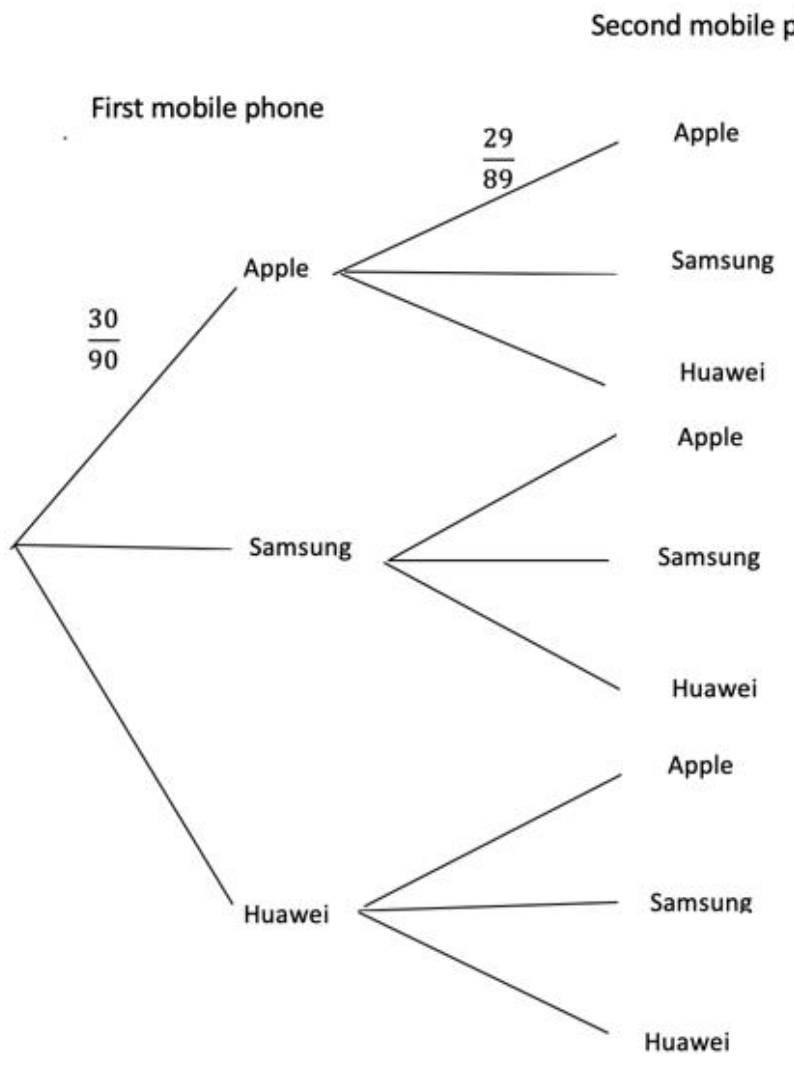 Second mobile p
First mobile phone
29
89
Apple
Apple
Samsung
30
90
Huawei
Apple
Samsung
Samsung
Huawei
Apple
Huawei
Samsung
Huawei